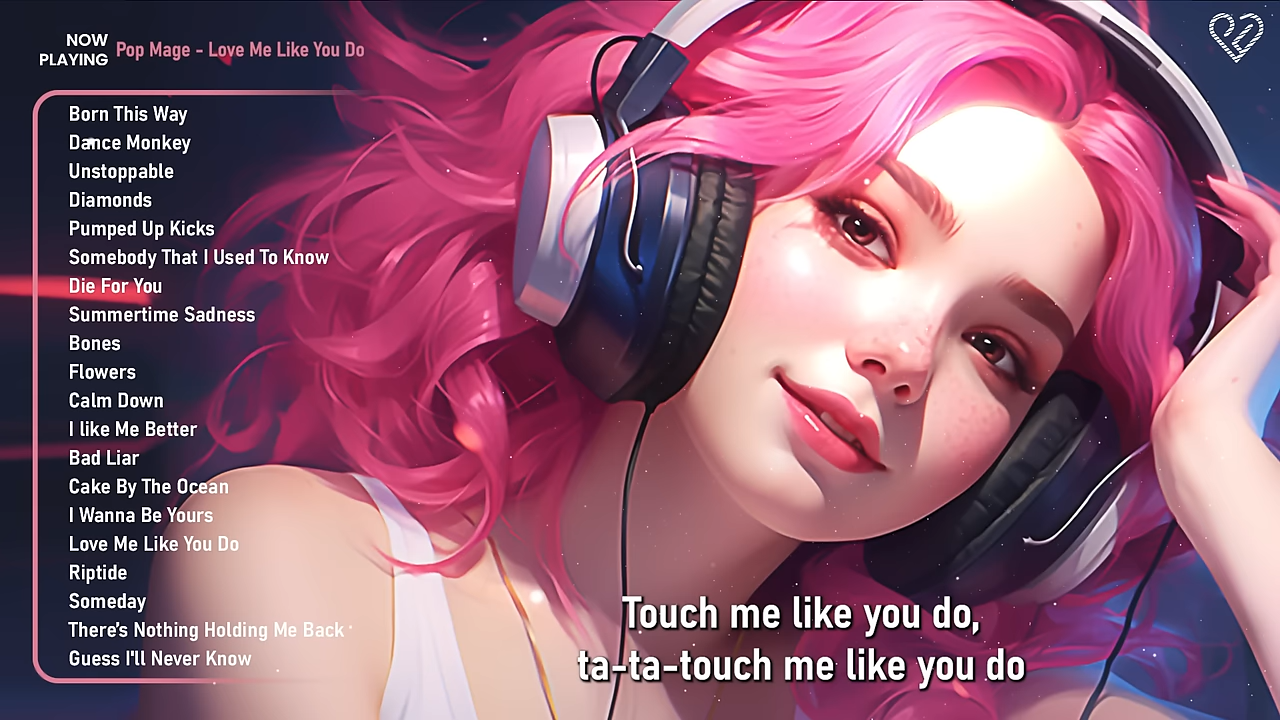 NOW
PLAYING
Pop Mage - Love Me Like You Do
Born This Way
Dance Monkey
Unstoppable
Diamonds
Pumped Up Kicks
Somebody That I Used To Know
Die For You
Summertime Sadness
Bones
Flowers
Calm Down
I like Me Better
Bad Liar
Cake By The Ocean
I Wanna Be Yours
Love Me Like You Do
Riptide
Someday
There's Nothing Holding Me Back
Guess I'll Never Know
Touch me like you do,
ta-ta-touch me like you do